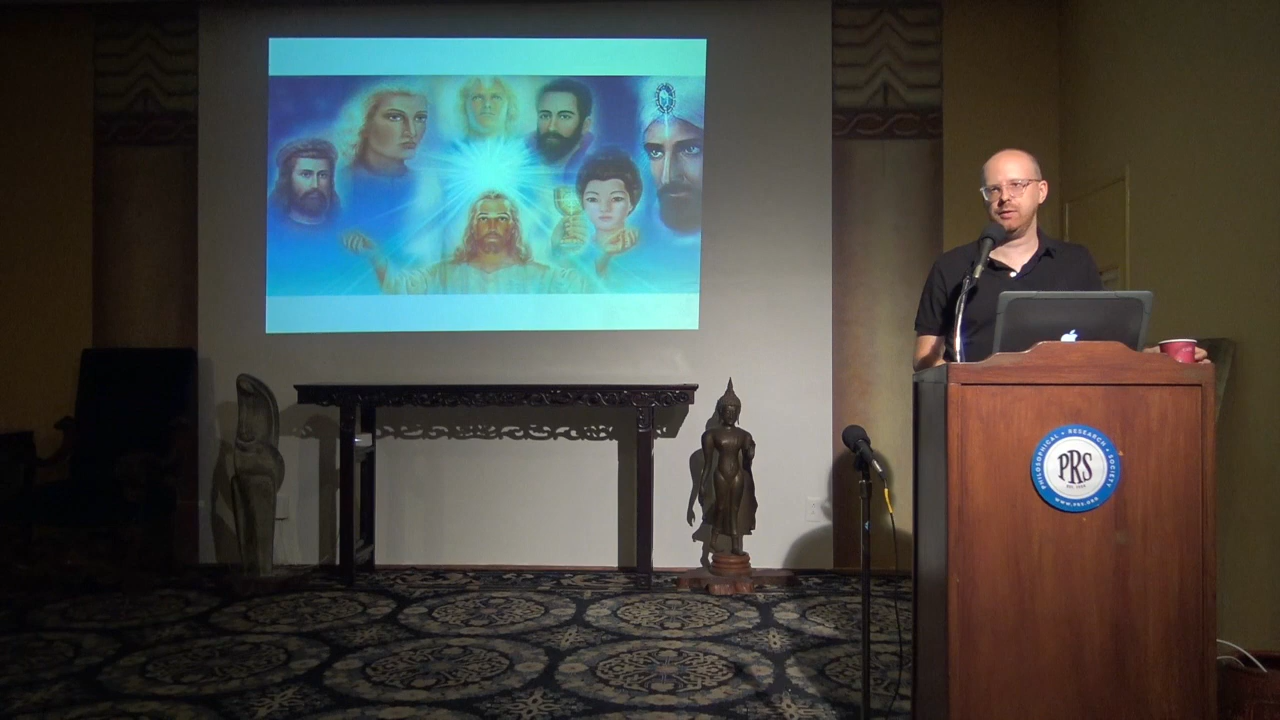 PHILOSOPHICAL • RESEARCH • SOCIETY
PRS
WWW.PRS.ORG